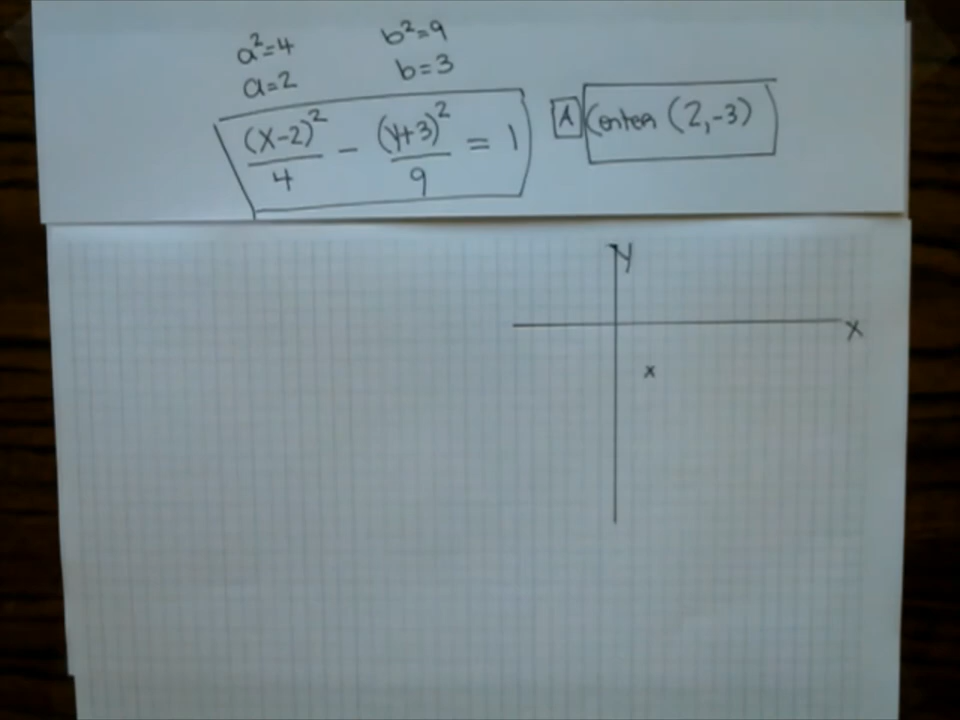 a²=4 b²=9
a=2 b=3
(x-2)²/4 - (y+3)²/9 = 1
A Center (2,-3)
y
x
x